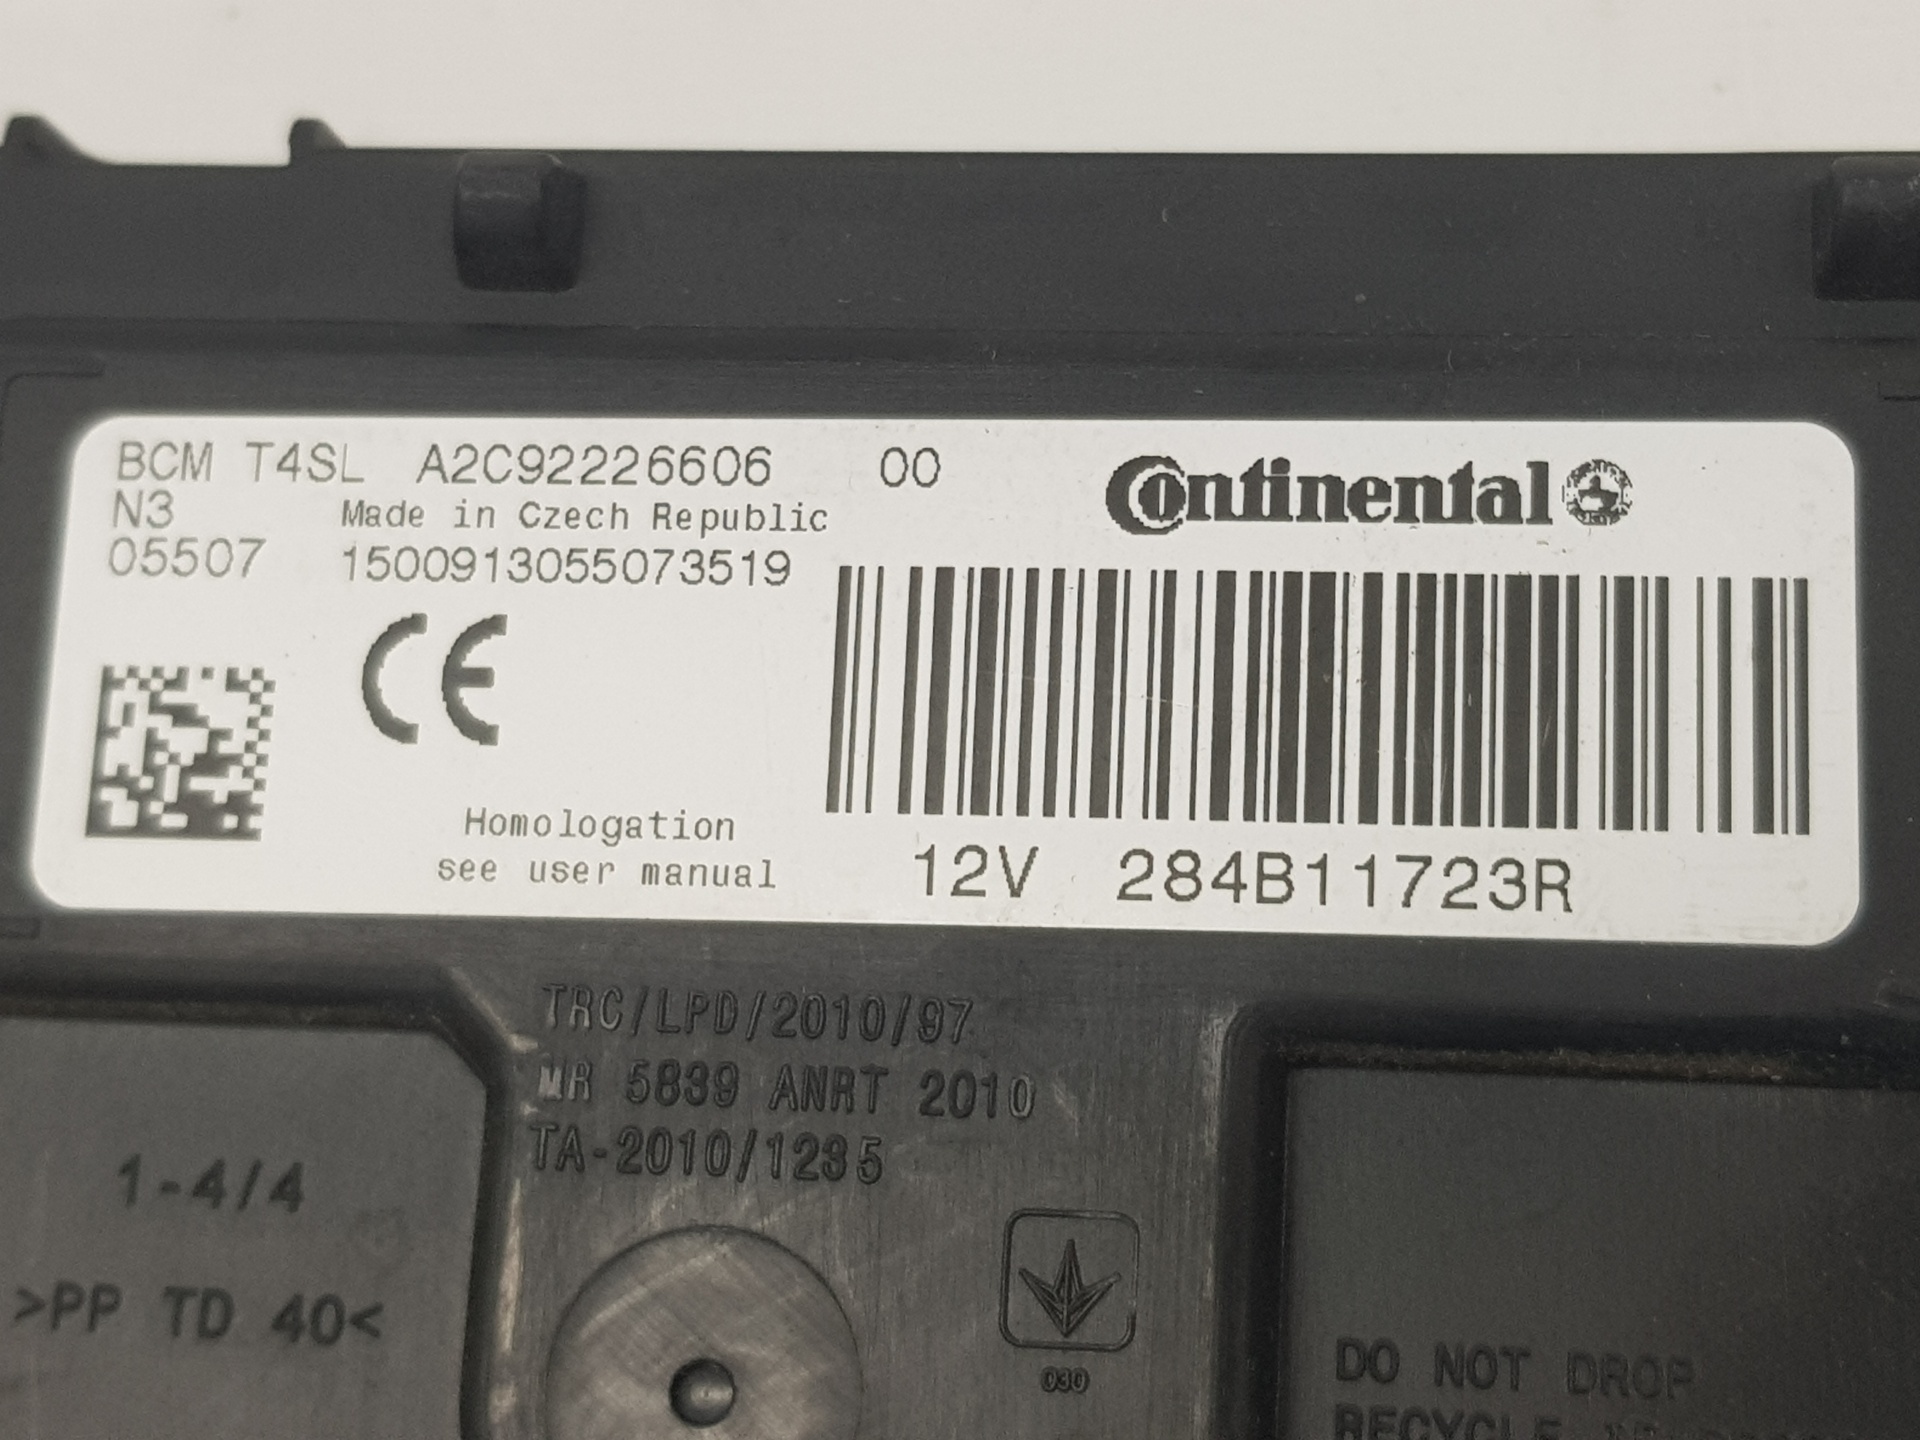 BCM T4SL A2C92226606 00
Continental
N3 Made in Czech Republic
05507 1500913055073519
CE
Homologation
see user manual
12V 284B11723R
TRC/LPD/2010/97
MR 5839 ANRT 2010
TA-2010/1235
1-4/4
>PP TD 40<
030
DO NOT DROP
RECYCLE